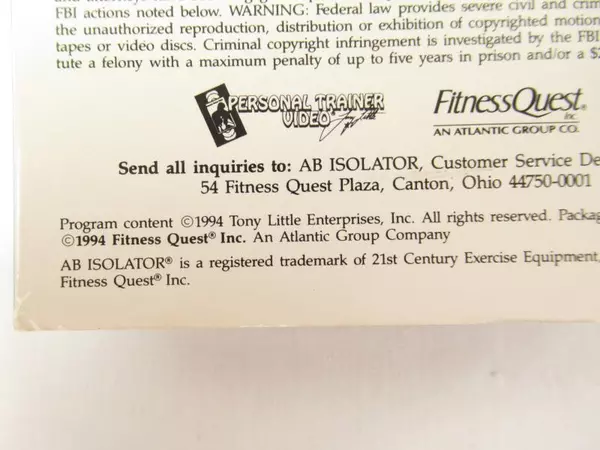 FBI actions noted below. WARNING: Federal law provides severe civil and crim
the unauthorized reproduction, distribution or exhibition of copyrighted motion
tapes or video discs. Criminal copyright infringement is investigated by the FBI
tute a felony with a maximum penalty of up to five years in prison and/or a $2
PERSONAL TRAINER
VIDEO
FitnessQuest®
Inc.
AN ATLANTIC GROUP CO.
Send all inquiries to: AB ISOLATOR, Customer Service De
54 Fitness Quest Plaza, Canton, Ohio 44750-0001
Program content ©1994 Tony Little Enterprises, Inc. All rights reserved. Packag
©1994 Fitness Quest® Inc. An Atlantic Group Company
AB ISOLATOR® is a registered trademark of 21st Century Exercise Equipment,
Fitness Quest® Inc.